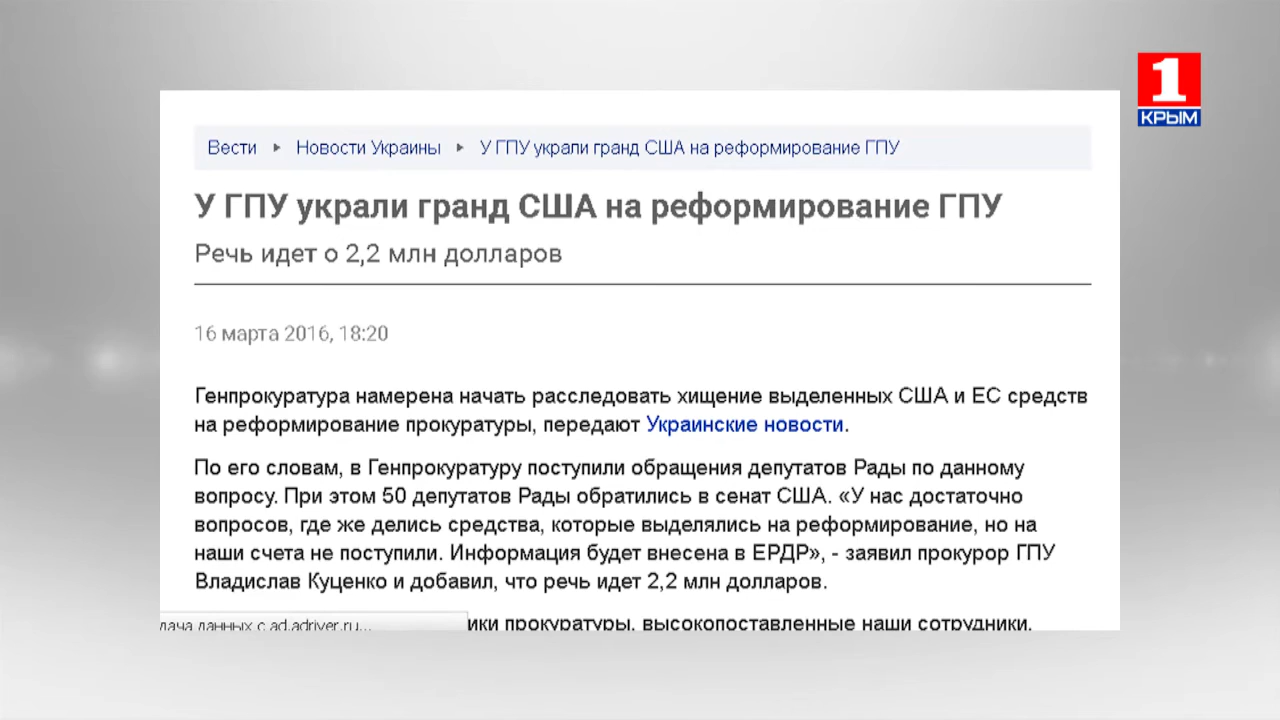 1
КРЫМ
Вести ▸ Новости Украины ▸ У ГПУ украли гранд США на реформирование ГПУ
У ГПУ украли гранд США на реформирование ГПУ
Речь идет о 2,2 млн долларов
16 марта 2016, 18:20
Генпрокуратура намерена начать расследовать хищение выделенных США и ЕС средств
на реформирование прокуратуры, передают Украинские новости.
По его словам, в Генпрокуратуру поступили обращения депутатов Рады по данному
вопросу. При этом 50 депутатов Рады обратились в сенат США. «У нас достаточно
вопросов, где же делись средства, которые выделялись на реформирование, но на
наши счета не поступили. Информация будет внесена в ЕРДР», - заявил прокурор ГПУ
Владислав Куценко и добавил, что речь идет 2,2 млн долларов.
дача данных с ad.adriver.ru... ики прокуратуры, высокопоставленные наши сотрудники,